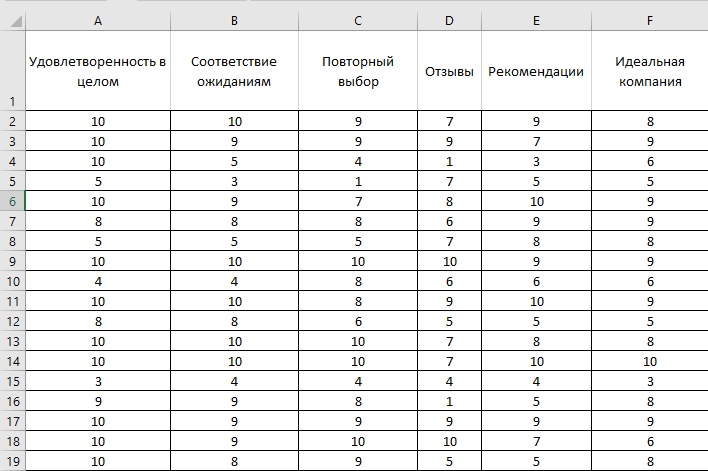 A B C D E F
1 Удовлетворенность в целом Соответствие ожиданиям Повторный выбор Отзывы Рекомендации Идеальная компания
2 10 10 9 7 9 8
3 10 9 9 9 7 9
4 10 5 4 1 3 6
5 5 3 1 7 5 5
6 10 9 7 8 10 9
7 8 8 8 6 9 9
8 5 5 5 7 8 8
9 10 10 10 10 9 9
10 4 4 8 6 6 6
11 10 10 8 9 10 9
12 8 8 6 5 5 5
13 10 10 10 7 8 8
14 10 10 10 7 10 10
15 3 4 4 4 4 3
16 9 9 8 1 5 8
17 10 9 9 9 9 9
18 10 9 10 10 7 6
19 10 8 9 5 5 8